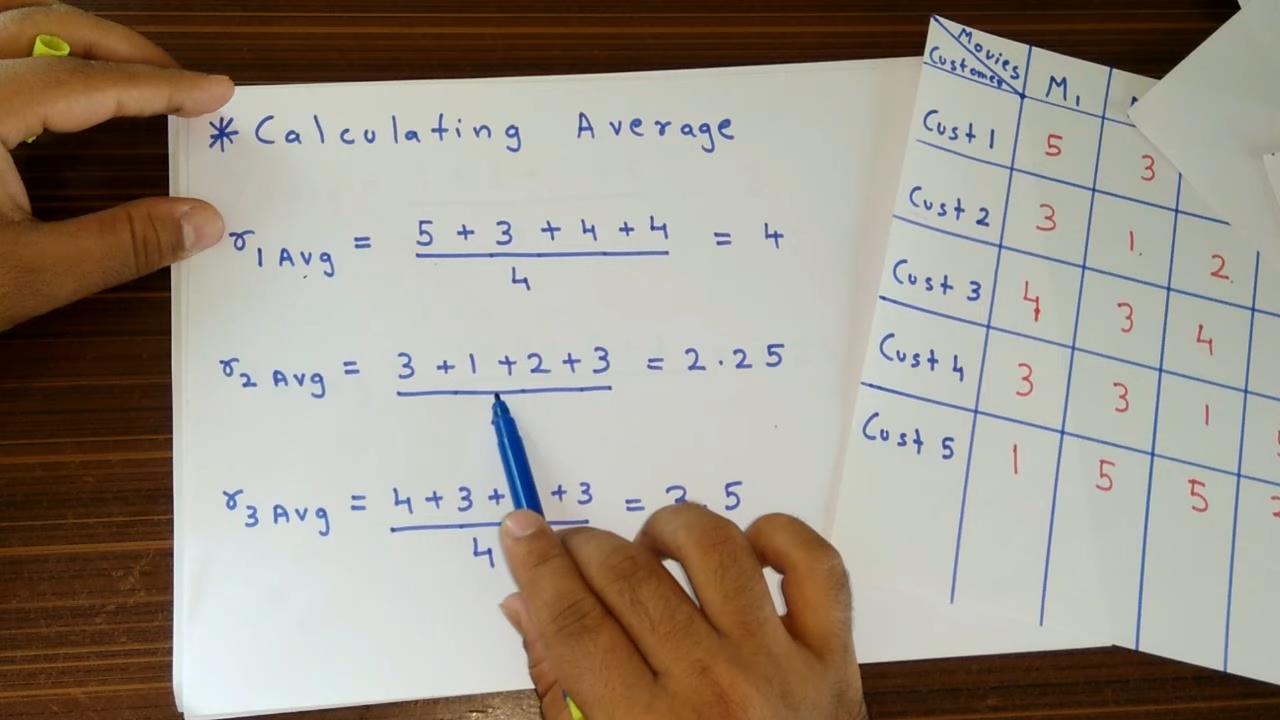 * Calculating Average
r1 Avg = 5 + 3 + 4 + 4 = 4
4
r2 Avg = 3 + 1 + 2 + 3 = 2.25
r3 Avg = 4 + 3 + + 3 = .5
4
Movies
Customer
M1
Cust 1 5 3
Cust 2 3 1 2
Cust 3 4 3 4
Cust 4 3 3 1
Cust 5 1 5 5